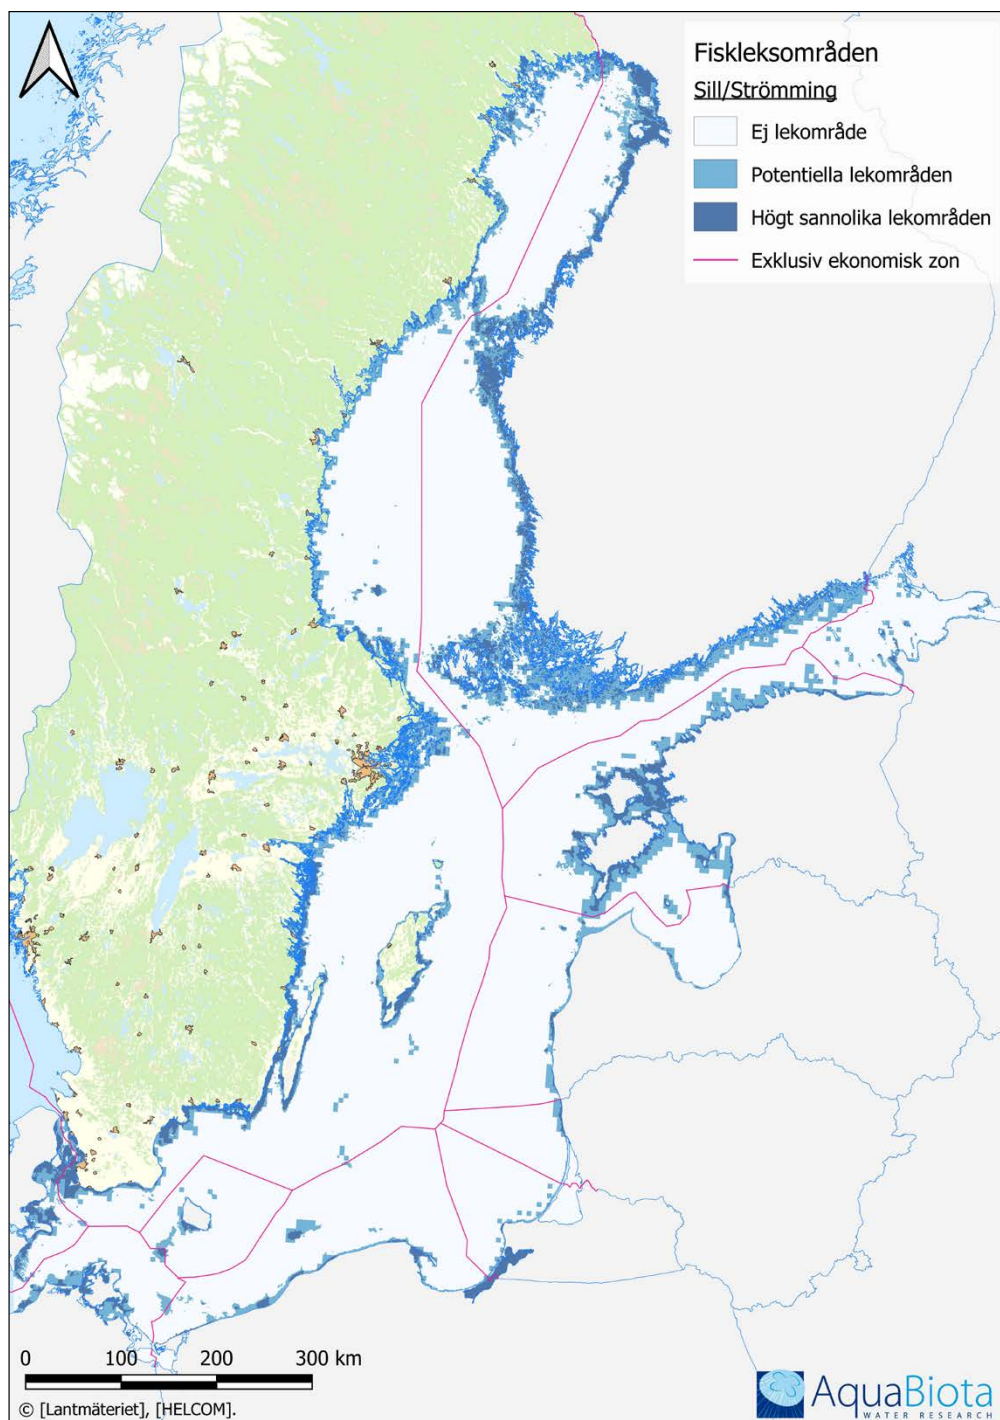 Fiskleksområden
Sill/Strömming
Ej lekområde
Potentiella lekområden
Högt sannolika lekområden
Exklusiv ekonomisk zon
0 100 200 300 km
© [Lantmäteriet], [HELCOM].
AquaBiota
WATER RESEARCH